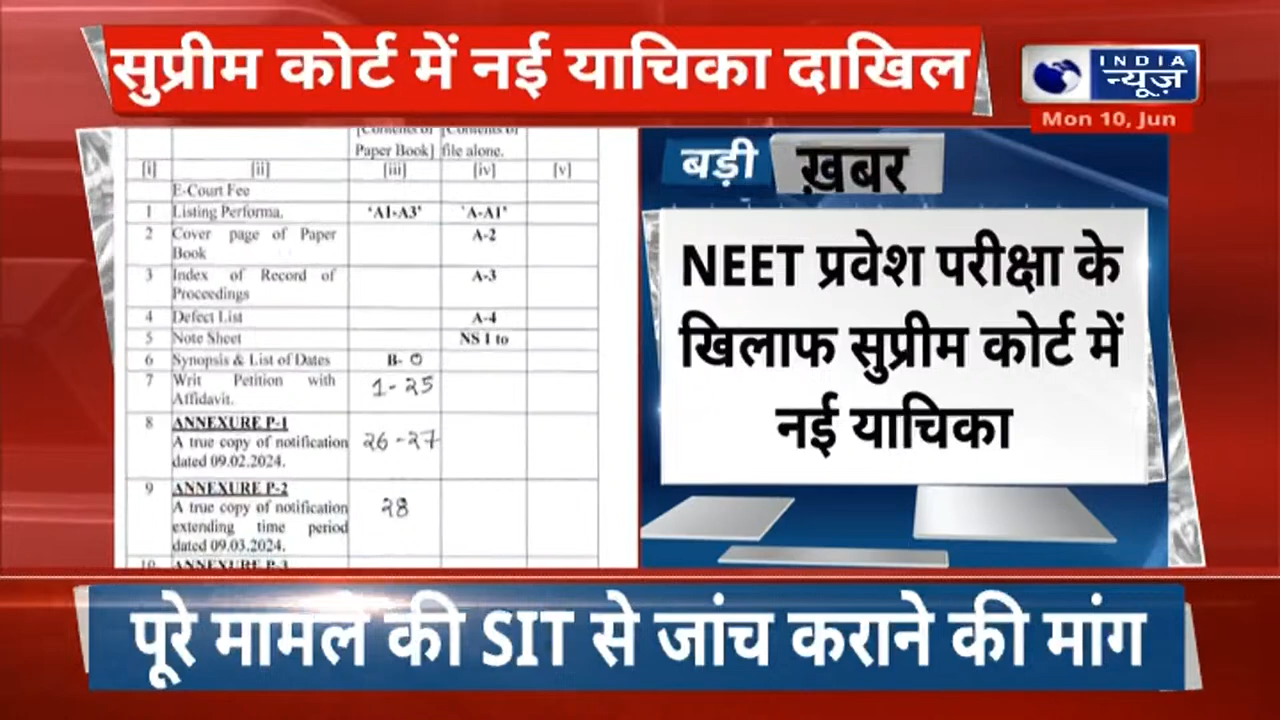 सुप्रीम कोर्ट में नई याचिका दाखिल
INDIA
न्यूज़
Mon 10, Jun
[Contents of [Contents of
Paper Book] file alone.
[i] [ii] [iii] [iv] [v]
E-Court Fee
1 Listing Performa. 'A1-A3' 'A-A1'
2 Cover page of Paper A-2
Book
3 Index of Record of A-3
Proceedings
4 Defect List A-4
5 Note Sheet NS 1 to
6 Synopsis & List of Dates B-
7 Writ Petition with 1-25
Affidavit.
8 ANNEXURE P-1
A true copy of notification 26-27
dated 09.02.2024.
9 ANNEXURE P-2
A true copy of notification 28
extending time period
dated 09.03.2024.
10 ANNEXURE P-3
बड़ी ख़बर
NEET प्रवेश परीक्षा के
खिलाफ सुप्रीम कोर्ट में
नई याचिका
पूरे मामले की SIT से जांच कराने की मांग